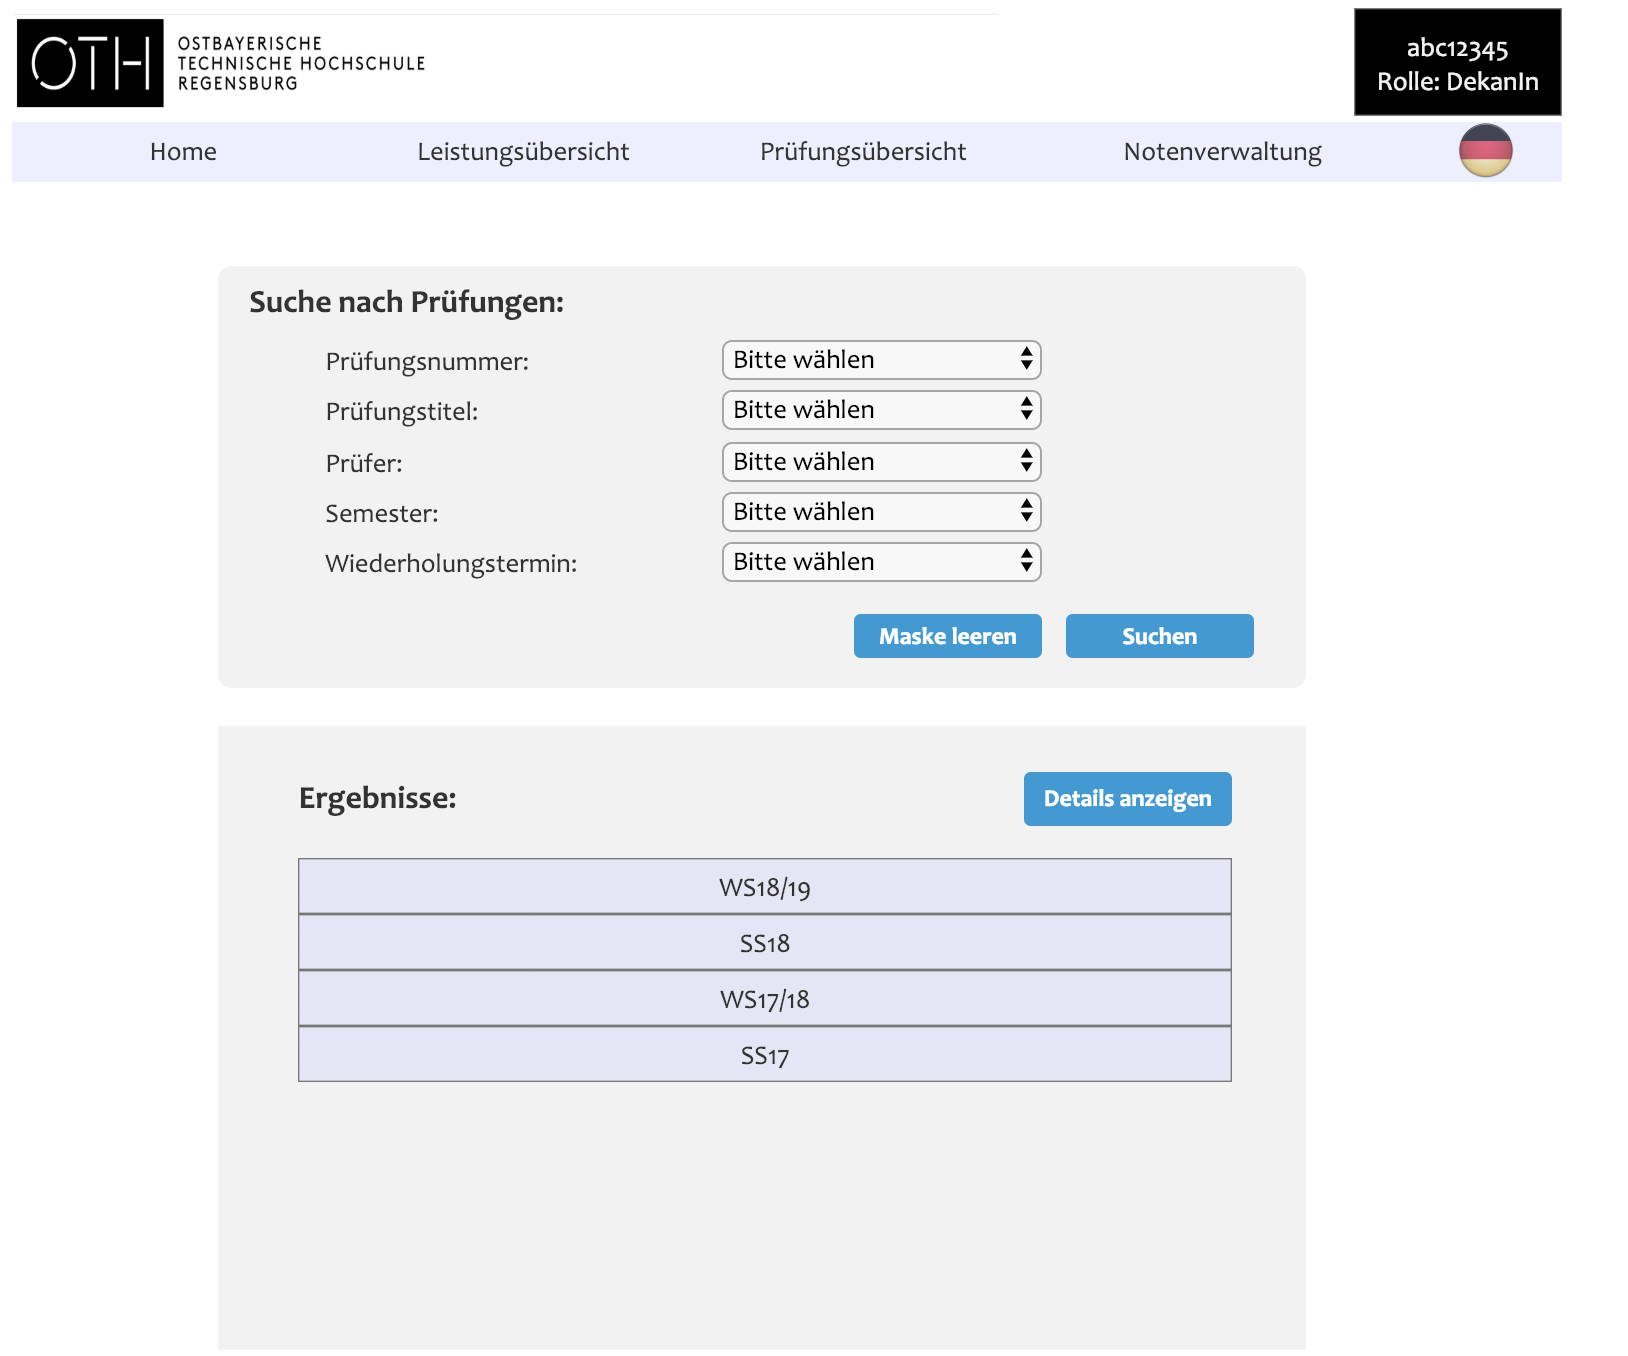 OTH
OSTBAYERISCHE
TECHNISCHE HOCHSCHULE
REGENSBURG
abc12345
Rolle: DekanIn
Home Leistungsübersicht Prüfungsübersicht Notenverwaltung
Suche nach Prüfungen:
Prüfungsnummer: Bitte wählen
Prüfungstitel: Bitte wählen
Prüfer: Bitte wählen
Semester: Bitte wählen
Wiederholungstermin: Bitte wählen
Maske leeren Suchen
Ergebnisse: Details anzeigen
WS18/19
SS18
WS17/18
SS17